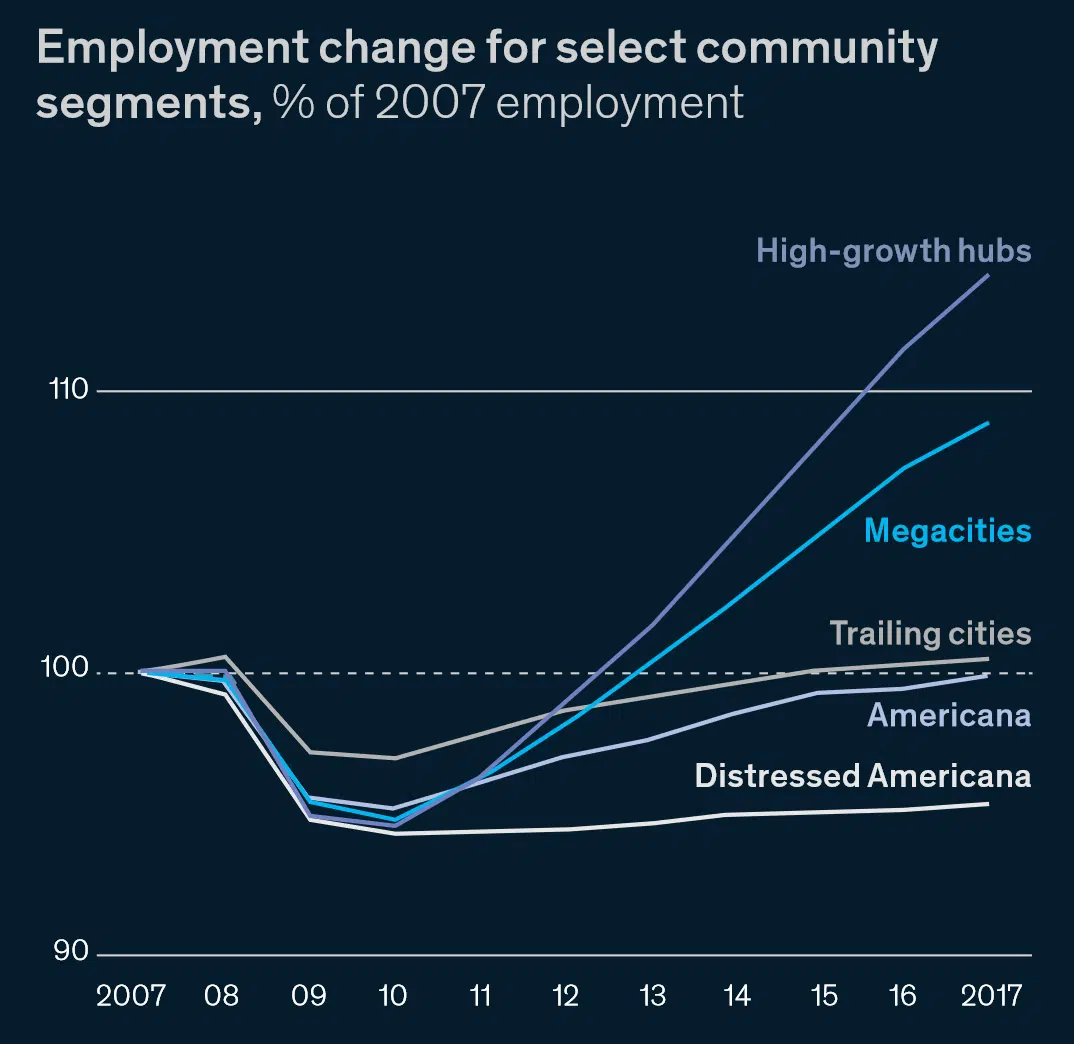 Employment change for select community
segments, % of 2007 employment
High-growth hubs
110
Megacities
Trailing cities
100
Americana
Distressed Americana
90
2007 08 09 10 11 12 13 14 15 16 2017